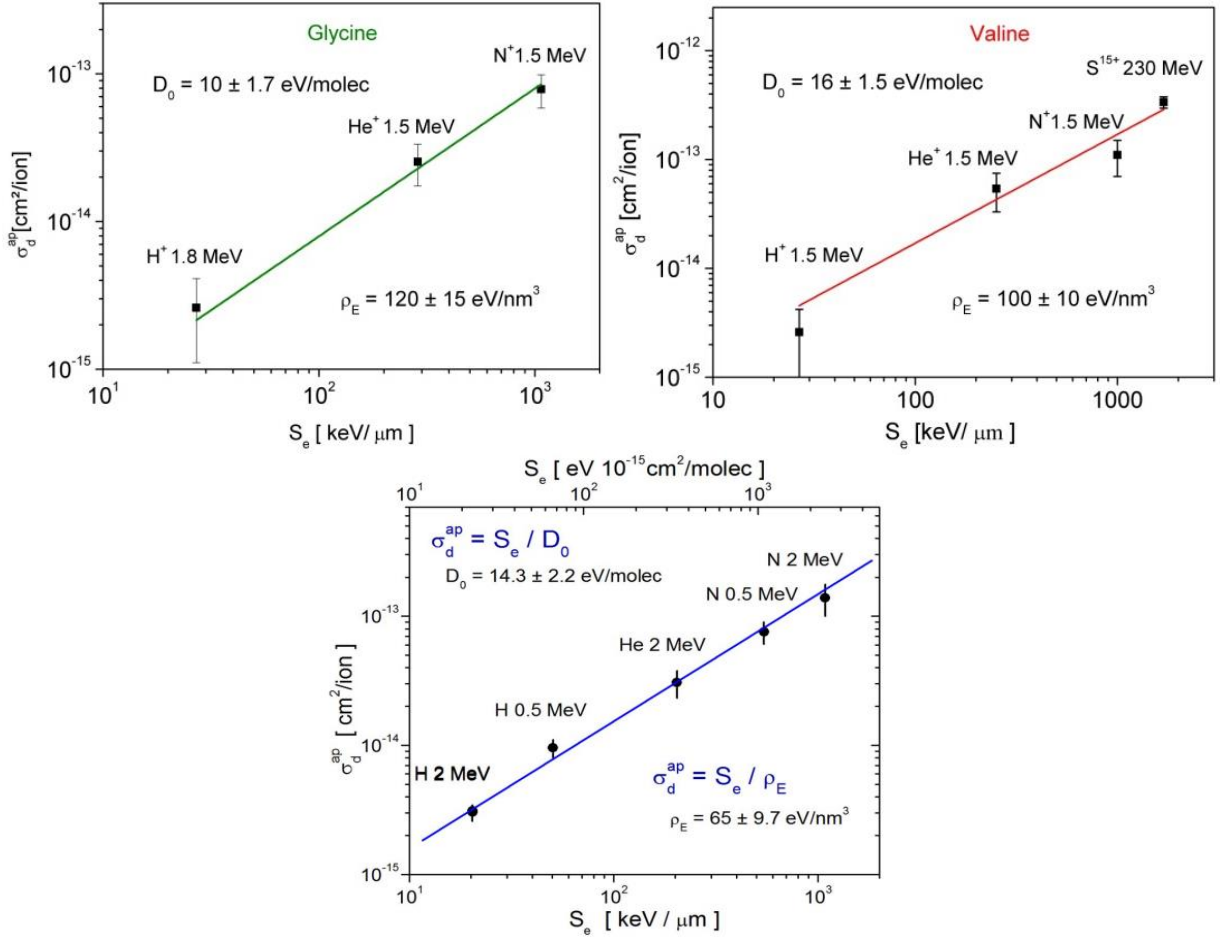 Glycine
N⁺ 1.5 MeV
D₀ = 10 ± 1.7 eV/molec
He⁺ 1.5 MeV
H⁺ 1.8 MeV
ρ_E = 120 ± 15 eV/nm³
10⁻¹³
10⁻¹⁴
10⁻¹⁵
σ_d^ap [cm²/ion]
10¹ 10² 10³
S_e [ keV/ μm ]
Valine
S¹⁵⁺ 230 MeV
D₀ = 16 ± 1.5 eV/molec
N⁺ 1.5 MeV
He⁺ 1.5 MeV
H⁺ 1.5 MeV
ρ_E = 100 ± 10 eV/nm³
10⁻¹²
10⁻¹³
10⁻¹⁴
10⁻¹⁵
σ_d^ap [cm²/ion]
10 100 1000
S_e [keV/ μm ]
S_e [ eV 10⁻¹⁵cm²/molec ]
10¹ 10² 10³
σ_d^ap = S_e / D₀
D₀ = 14.3 ± 2.2 eV/molec
N 2 MeV
N 0.5 MeV
He 2 MeV
H 0.5 MeV
H 2 MeV
σ_d^ap = S_e / ρ_E
ρ_E = 65 ± 9.7 eV/nm³
10⁻¹³
10⁻¹⁴
10⁻¹⁵
σ_d^ap [ cm²/ion]
10¹ 10² 10³
S_e [ keV / μm ]